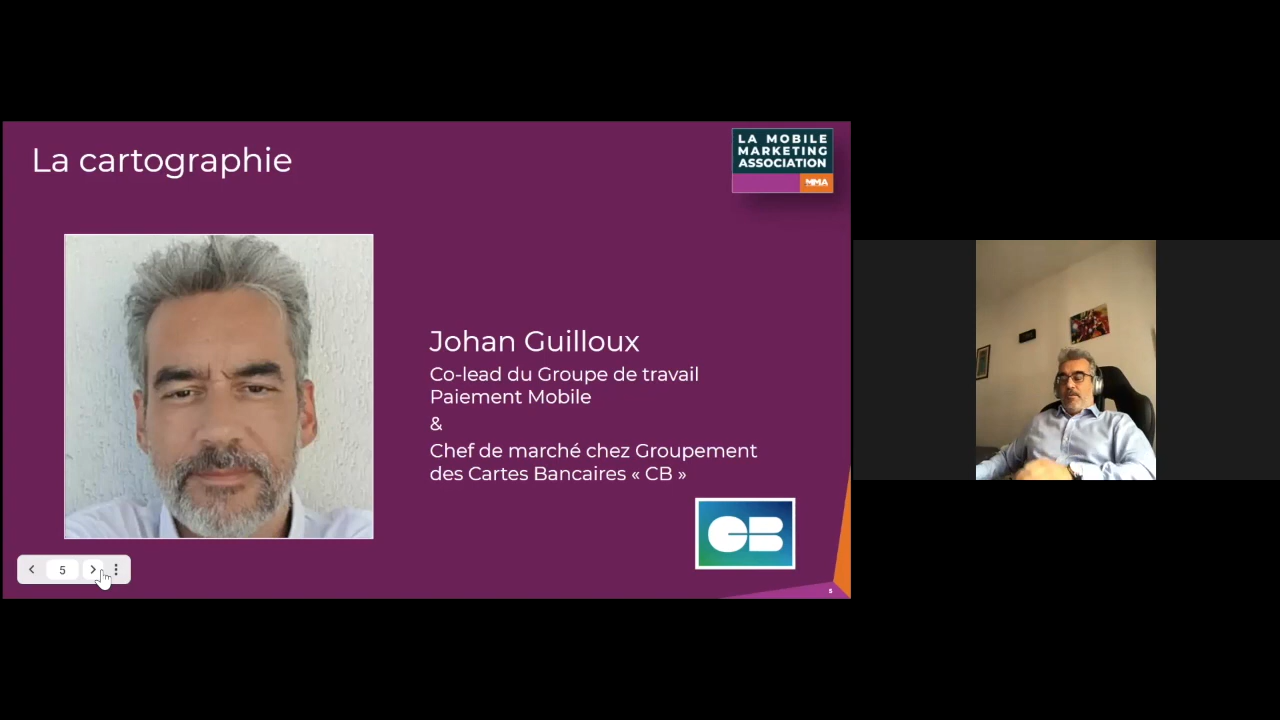 La cartographie
LA MOBILE
MARKETING
ASSOCIATION
MMA
Johan Guilloux
Co-lead du Groupe de travail
Paiement Mobile
&
Chef de marché chez Groupement
des Cartes Bancaires « CB »
CB
5
5